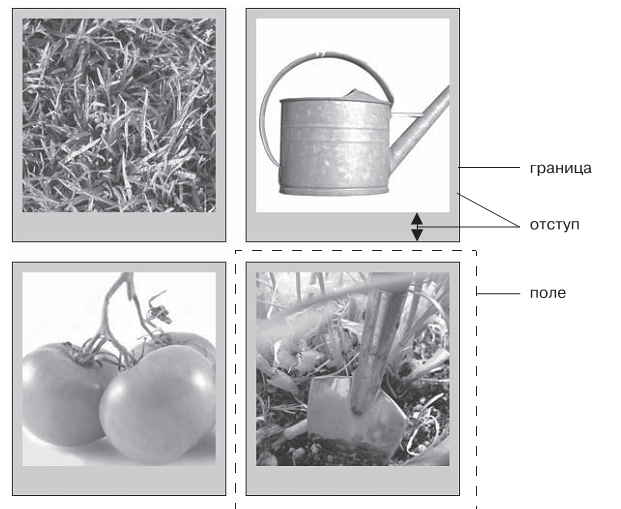 граница
отступ
поле